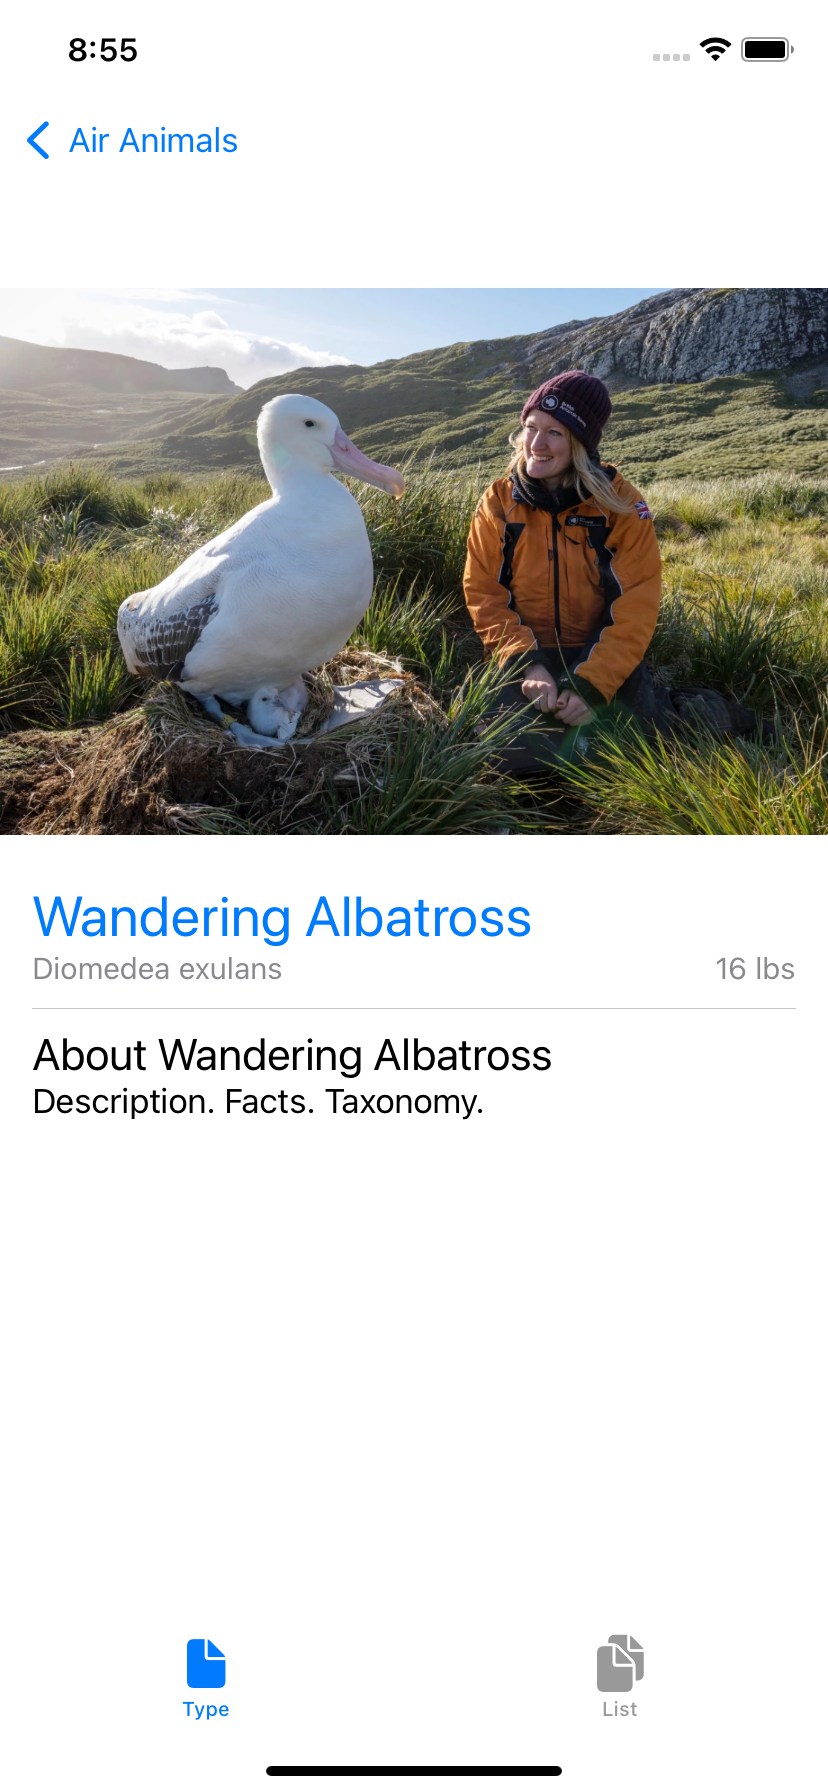 8:55
Air Animals
Wandering Albatross
Diomedea exulans 16 lbs
About Wandering Albatross
Description. Facts. Taxonomy.
Type List